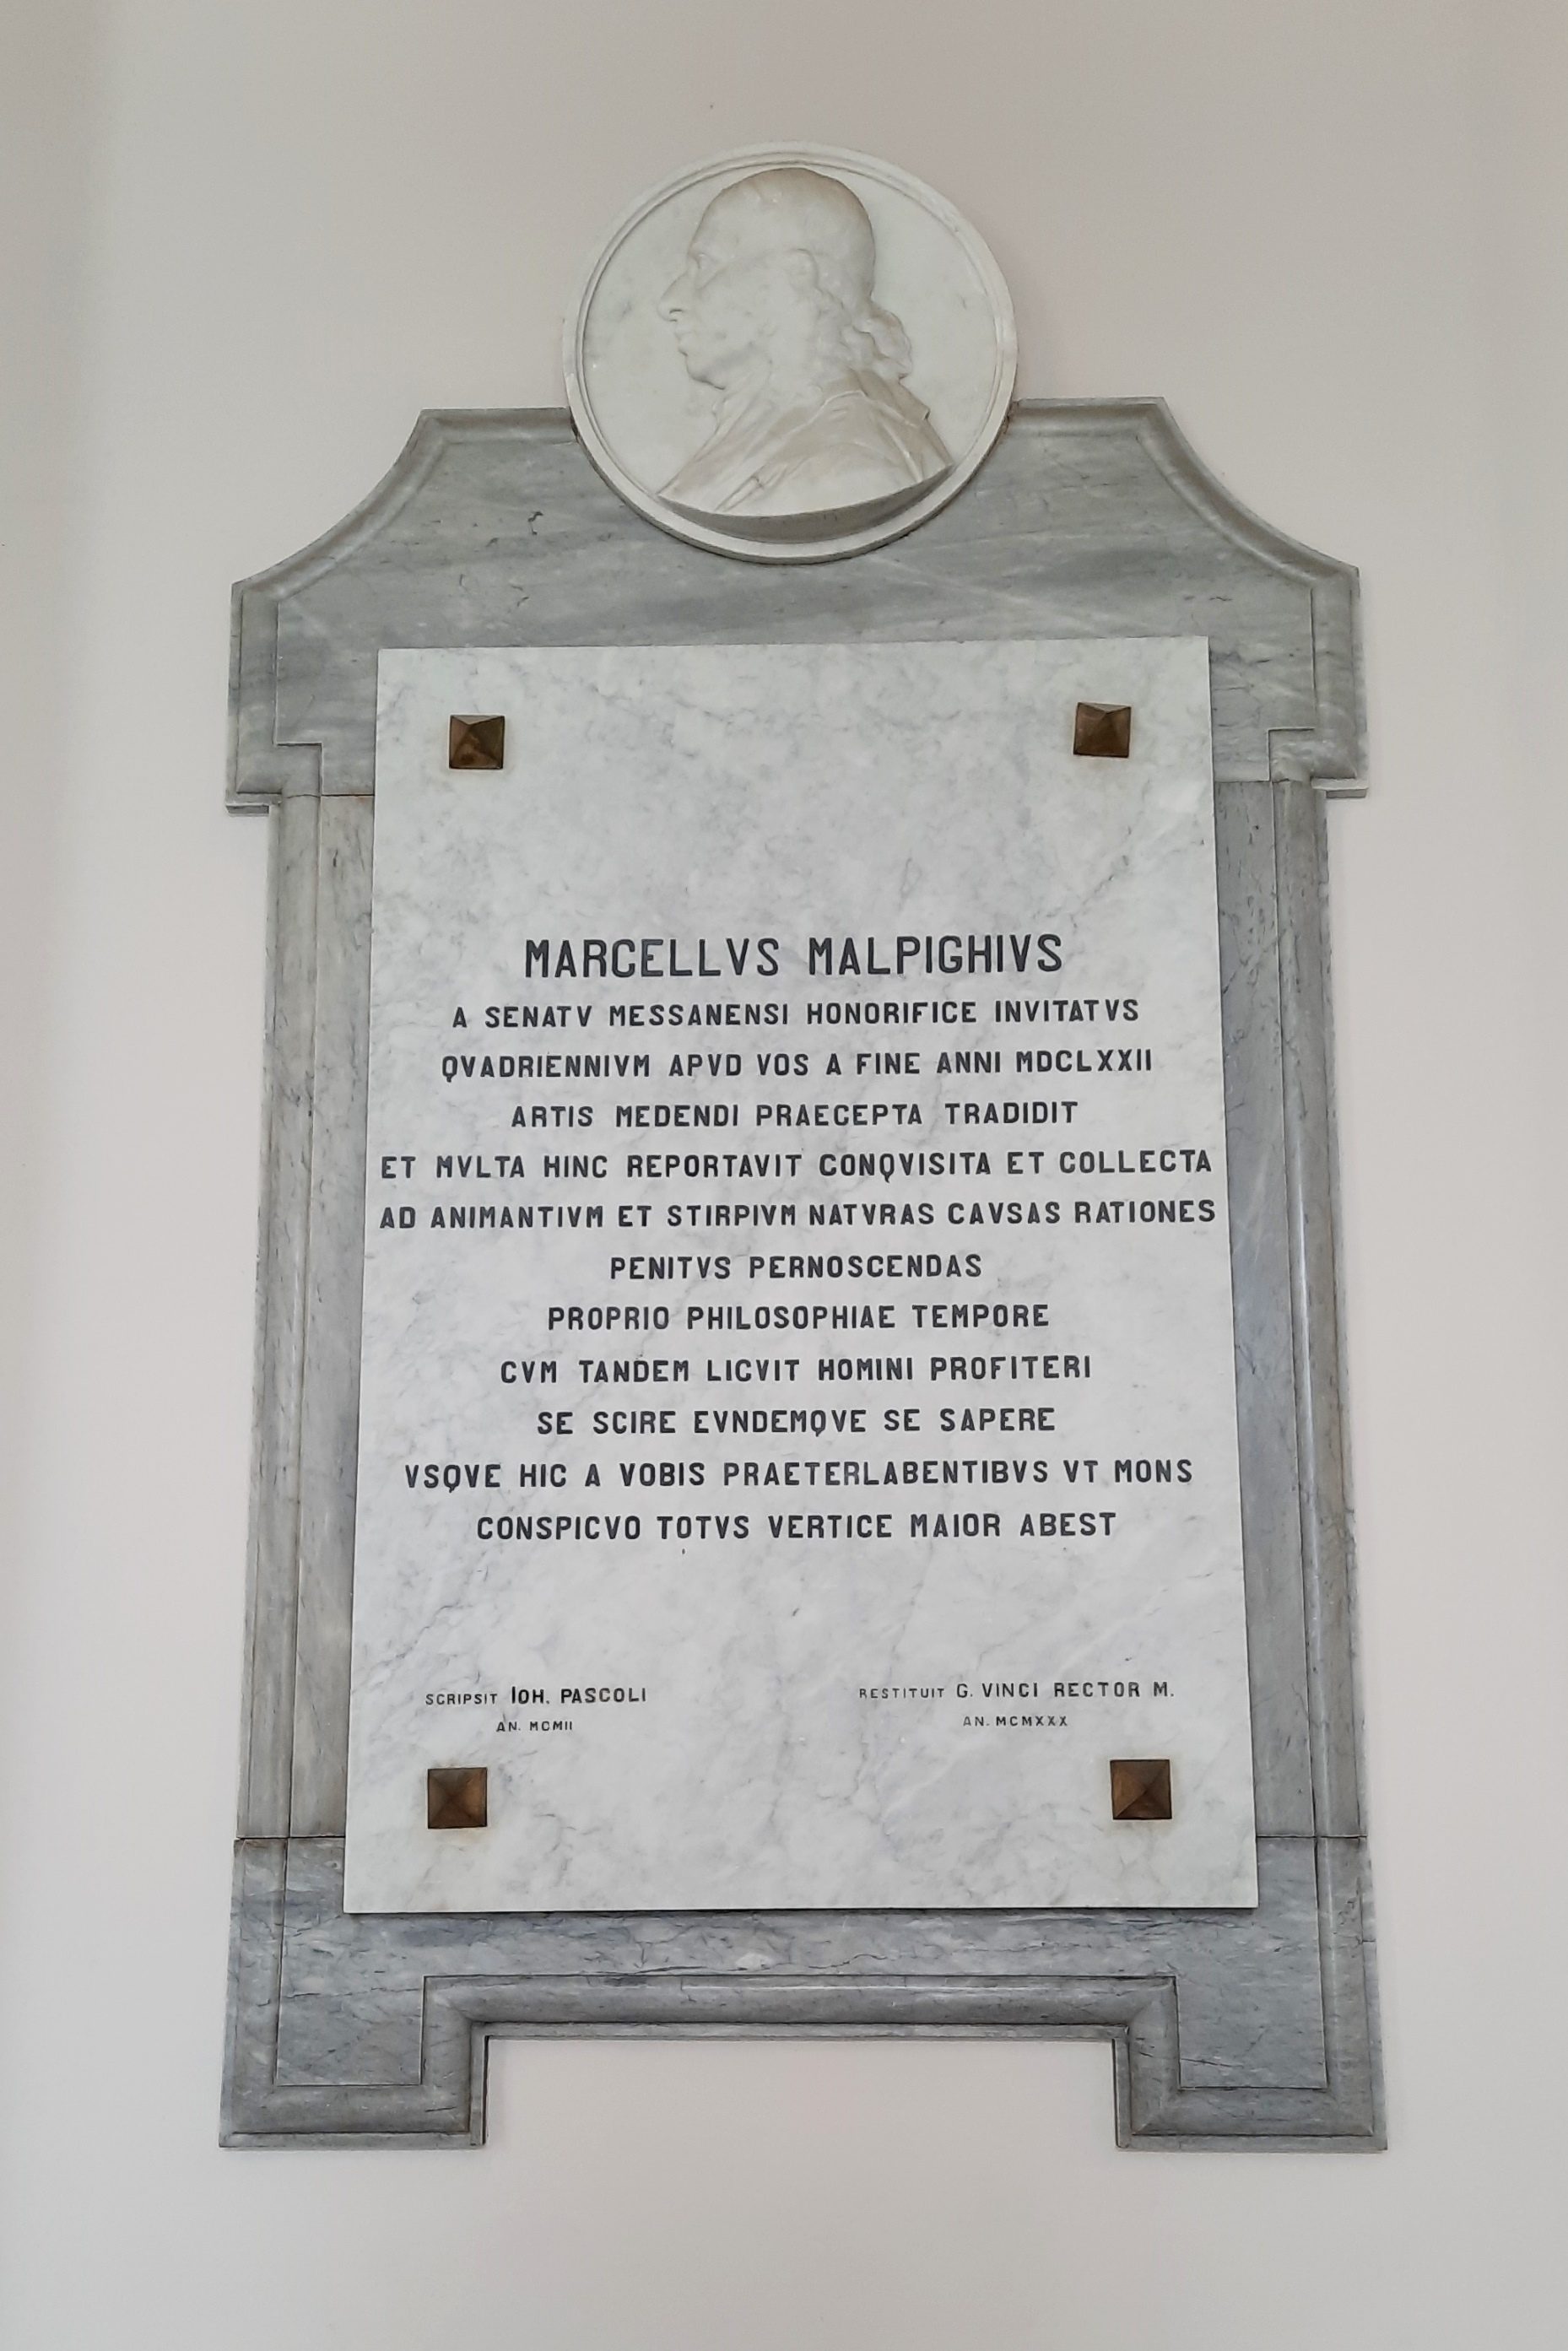 MARCELLVS MALPIGHIVS
A SENATV MESSANENSI HONORIFICE INVITATVS
QVADRIENNIVM APVD VOS A FINE ANNI MDCLXXII
ARTIS MEDENDI PRAECEPTA TRADIDIT
ET MVLTA HINC REPORTAVIT CONQVISITA ET COLLECTA
AD ANIMANTIVM ET STIRPIVM NATVRAS CAVSAS RATIONES
PENITVS PERNOSCENDAS
PROPRIO PHILOSOPHIAE TEMPORE
CVM TANDEM LICVIT HOMINI PROFITERI
SE SCIRE EVNDEMQVE SE SAPERE
VSQVE HIC A VOBIS PRAETERLABENTIBVS VT MONS
CONSPICVO TOTVS VERTICE MAIOR ABEST
SCRIPSIT IOH. PASCOLI
AN. MCMII
RESTITUIT G. VINCI RECTOR M.
AN. MCMXXX